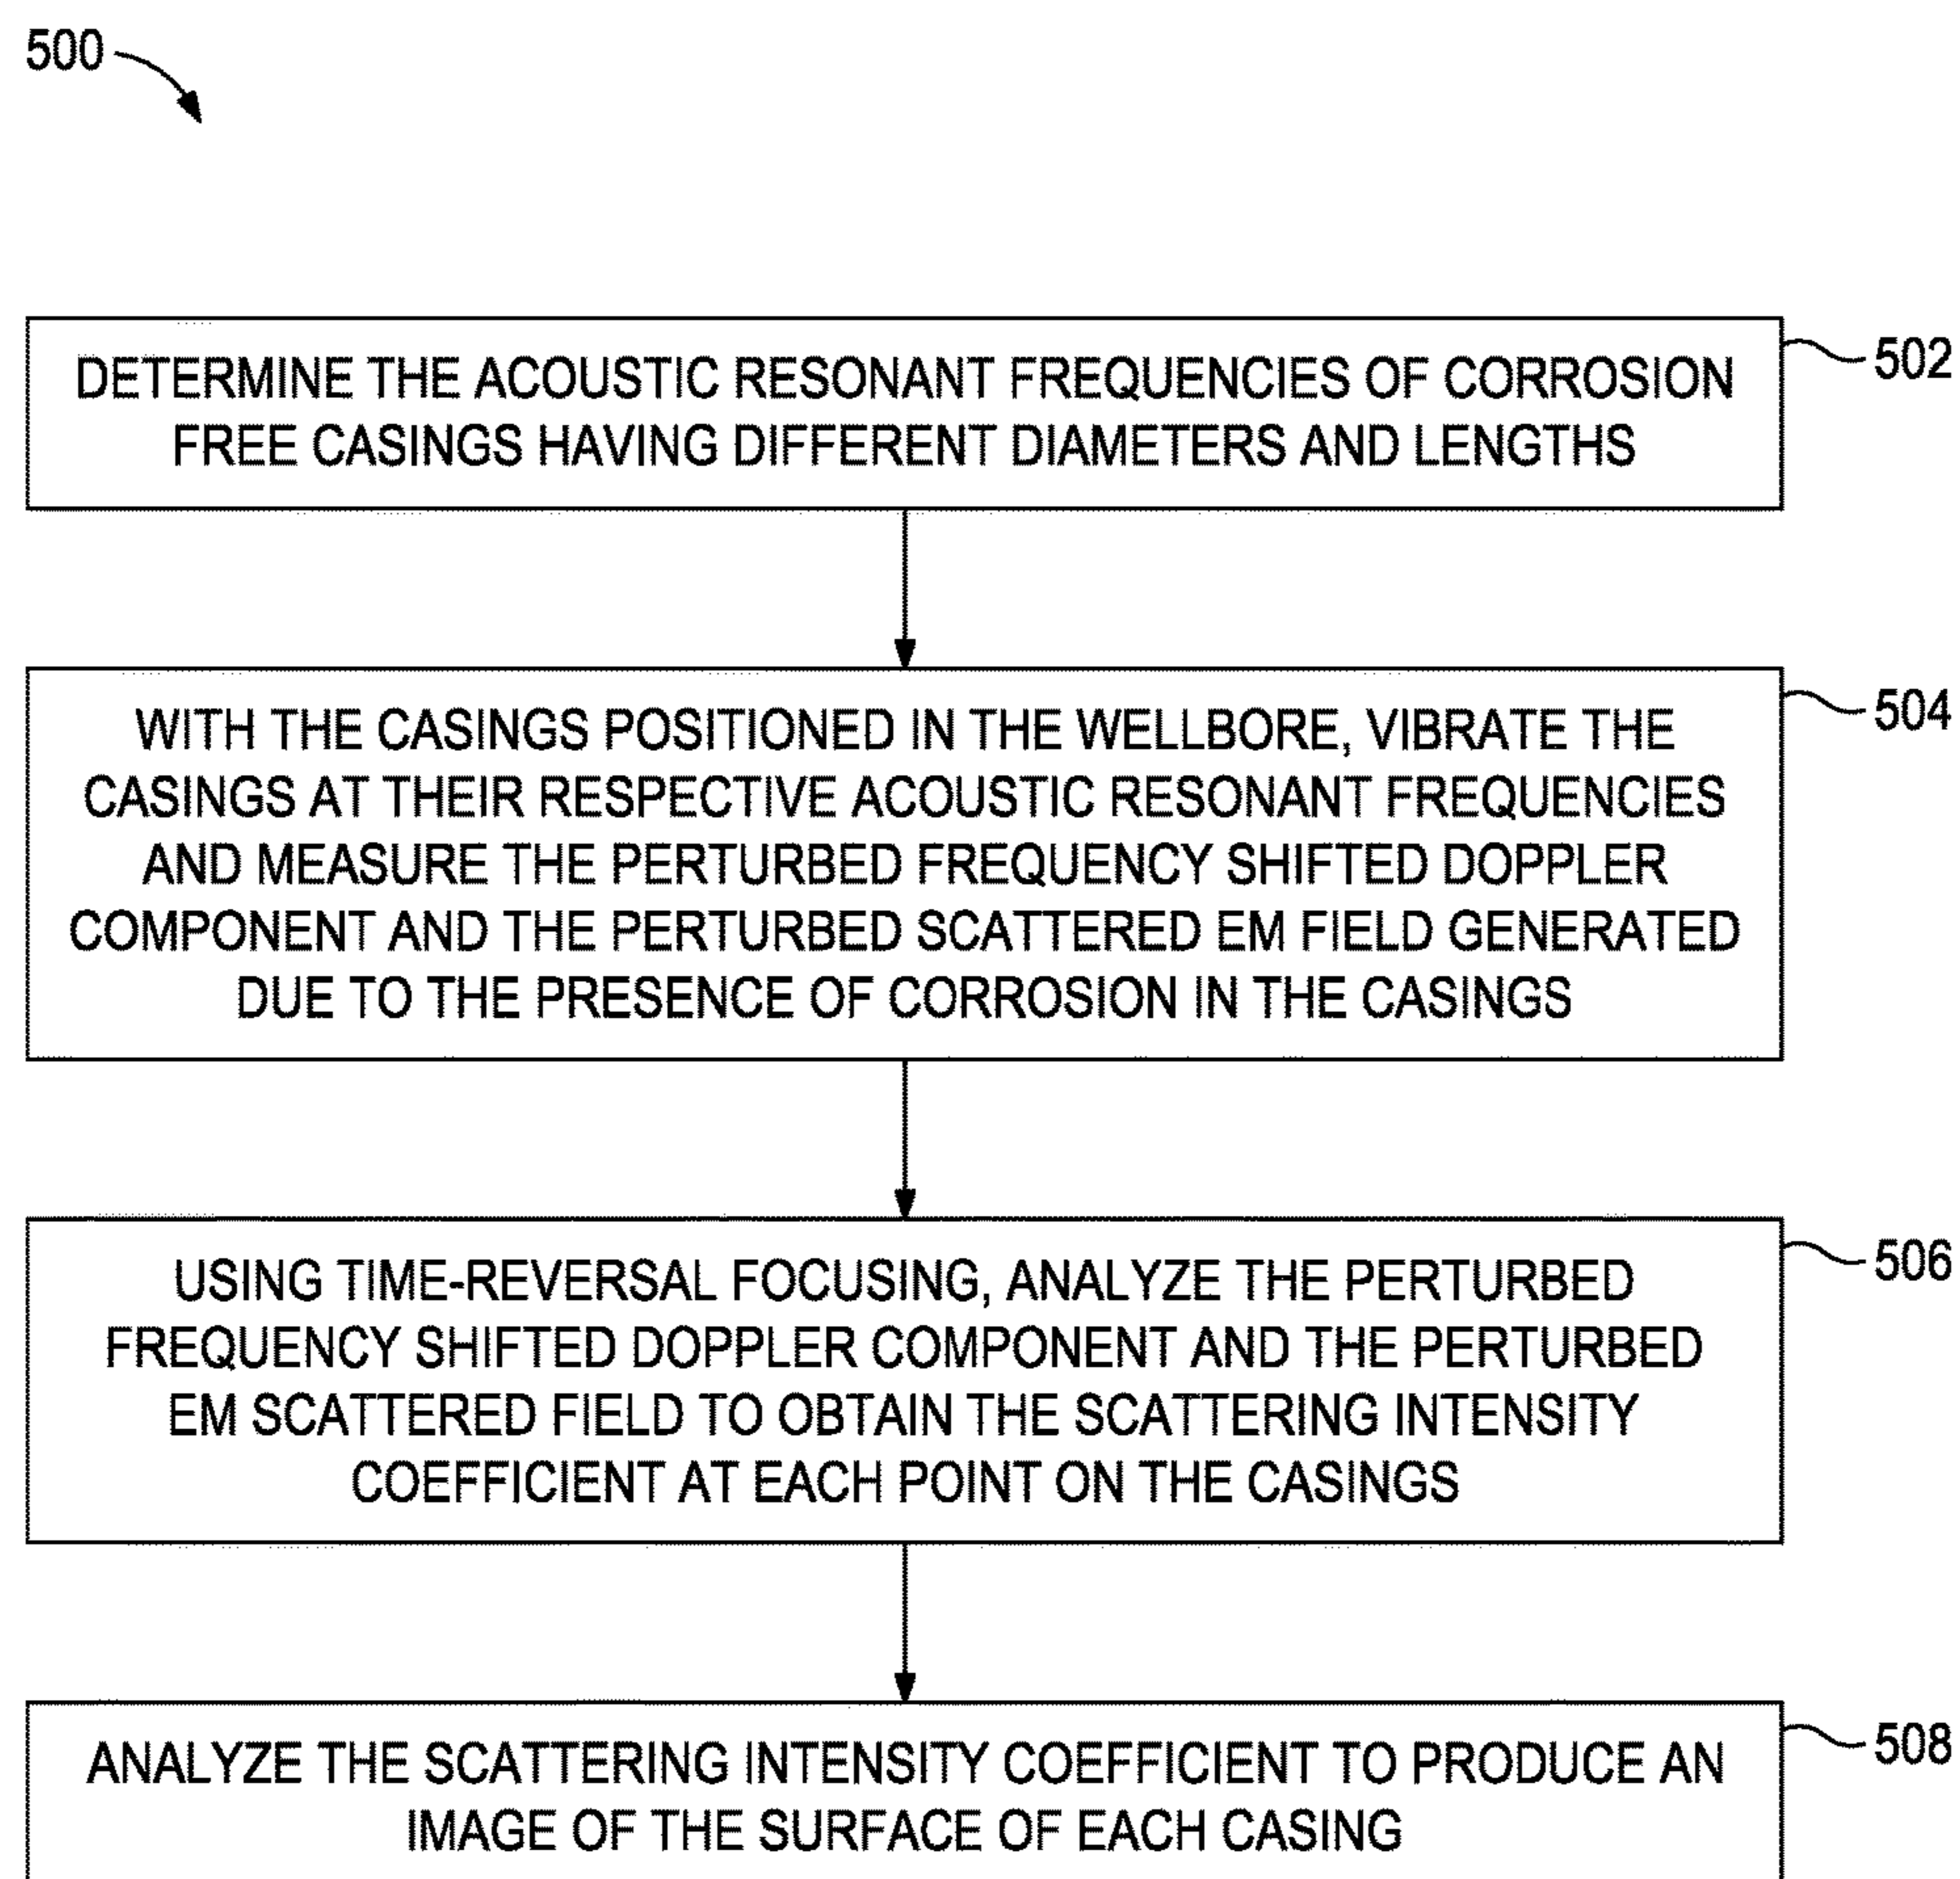 500
DETERMINE THE ACOUSTIC RESONANT FREQUENCIES OF CORROSION
FREE CASINGS HAVING DIFFERENT DIAMETERS AND LENGTHS
502
WITH THE CASINGS POSITIONED IN THE WELLBORE, VIBRATE THE
CASINGS AT THEIR RESPECTIVE ACOUSTIC RESONANT FREQUENCIES
AND MEASURE THE PERTURBED FREQUENCY SHIFTED DOPPLER
COMPONENT AND THE PERTURBED SCATTERED EM FIELD GENERATED
DUE TO THE PRESENCE OF CORROSION IN THE CASINGS
504
USING TIME-REVERSAL FOCUSING, ANALYZE THE PERTURBED
FREQUENCY SHIFTED DOPPLER COMPONENT AND THE PERTURBED
EM SCATTERED FIELD TO OBTAIN THE SCATTERING INTENSITY
COEFFICIENT AT EACH POINT ON THE CASINGS
506
ANALYZE THE SCATTERING INTENSITY COEFFICIENT TO PRODUCE AN
IMAGE OF THE SURFACE OF EACH CASING
508